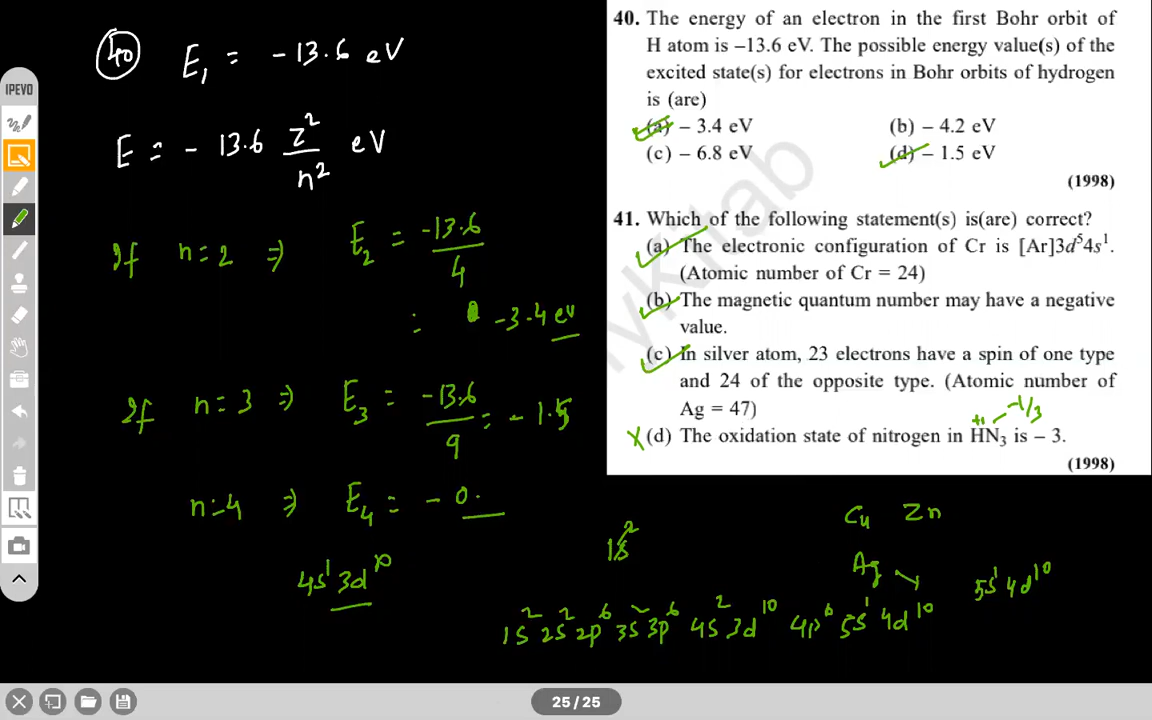 40 E₁ = -13.6 eV
E = - 13.6 Z²/n² eV
If n=2 ⇒ E₂ = -13.6/4
: -3.4 eV
If n=3 ⇒ E₃ = -13.6/9 : -1.5
n=4 ⇒ E₄ = -0.
4s¹ 3d¹⁰
IPEVO
40. The energy of an electron in the first Bohr orbit of
H atom is –13.6 eV. The possible energy value(s) of the
excited state(s) for electrons in Bohr orbits of hydrogen
is (are)
(a) – 3.4 eV (b) – 4.2 eV
(c) – 6.8 eV (d) – 1.5 eV
(1998)
41. Which of the following statement(s) is(are) correct?
(a) The electronic configuration of Cr is [Ar]3d⁵4s¹.
(Atomic number of Cr = 24)
(b) The magnetic quantum number may have a negative
value.
(c) In silver atom, 23 electrons have a spin of one type
and 24 of the opposite type. (Atomic number of
Ag = 47)
+1 -1/3
X (d) The oxidation state of nitrogen in HN₃ is – 3.
(1998)
Cu Zn
1s²
Ag 5s¹ 4d¹⁰
1s² 2s² 2p⁶ 3s² 3p⁶ 4s² 3d¹⁰ 4p⁶ 5s¹ 4d¹⁰
25 / 25